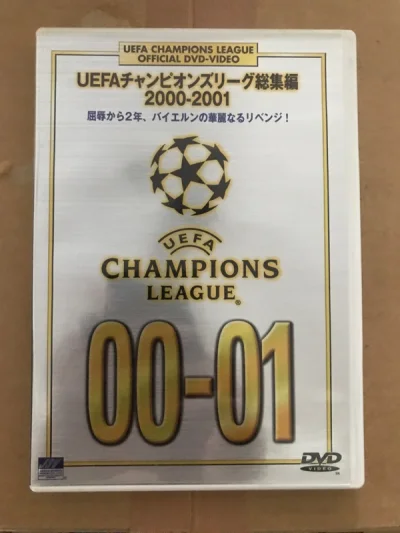 UEFA CHAMPIONS LEAGUE
OFFICIAL DVD-VIDEO
UEFAチャンピオンズリーグ総集編
2000-2001
屈辱から2年、バイエルンの華麗なるリベンジ!
UEFA
CHAMPIONS
LEAGUE®
00-01
DVD
VIDEO